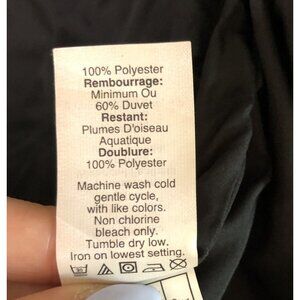 100% Polyester
Rembourrage:
Minimum Ou
60% Duvet
Restant:
Plumes D'oiseau
Aquatique
Doublure:
100% Polyester
Machine wash cold
gentle cycle,
with like colors.
Non chlorine
bleach only.
Tumble dry low.
Iron on lowest setting.